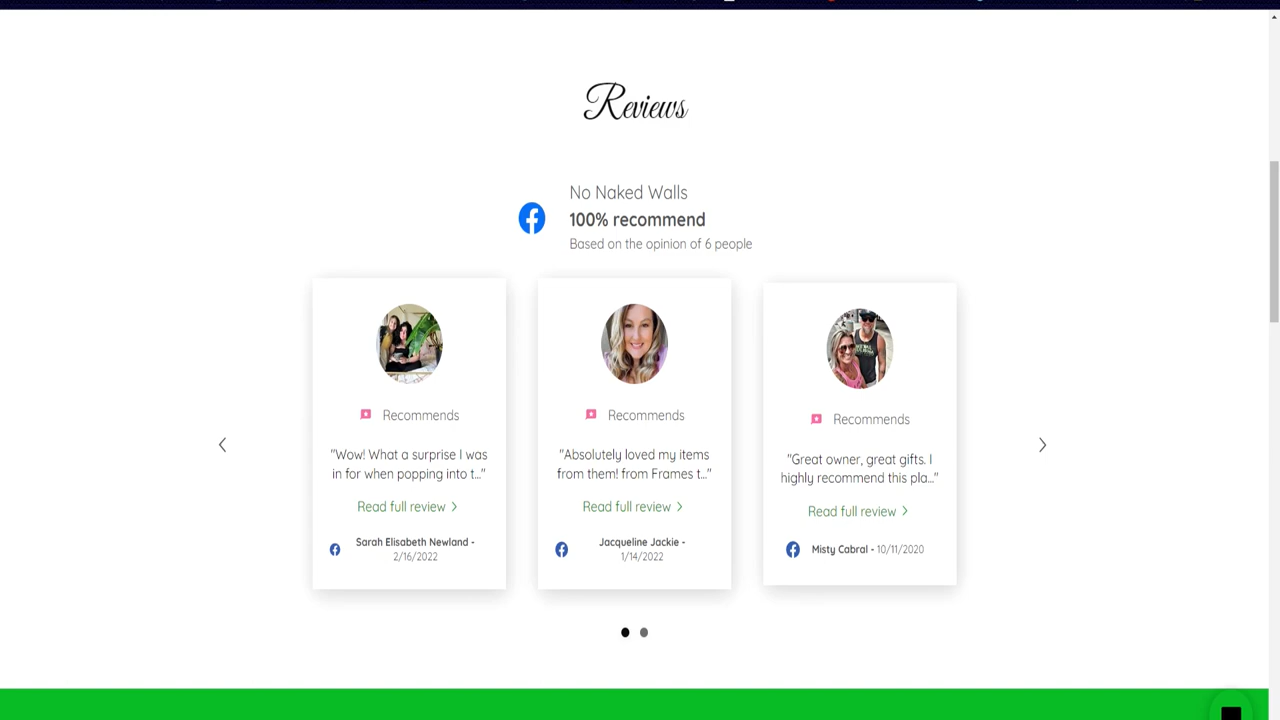 Reviews
No Naked Walls
100% recommend
Based on the opinion of 6 people
Recommends
"Wow! What a surprise I was
in for when popping into t..."
Read full review
Sarah Elisabeth Newland -
2/16/2022
Recommends
"Absolutely loved my items
from them! from Frames t..."
Read full review
Jacqueline Jackie -
1/14/2022
Recommends
"Great owner, great gifts. I
highly recommend this pla..."
Read full review
Misty Cabral - 10/11/2020